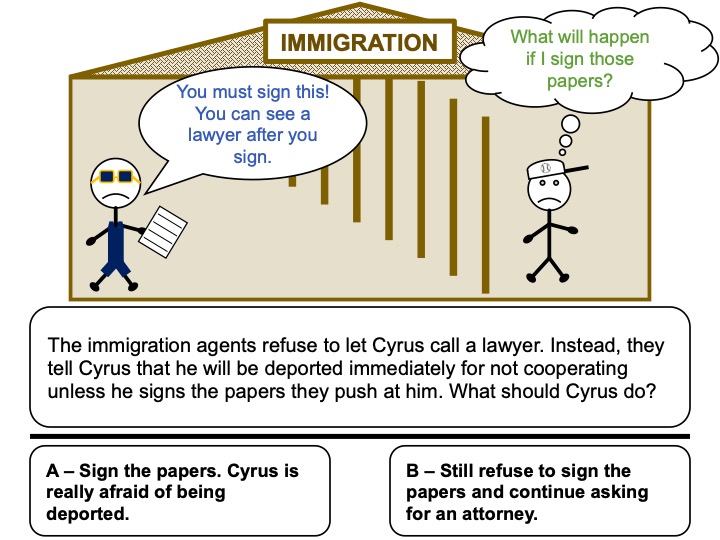 IMMIGRATION
What will happen
if I sign those
papers?
You must sign this!
You can see a
lawyer after you
sign.
The immigration agents refuse to let Cyrus call a lawyer. Instead, they
tell Cyrus that he will be deported immediately for not cooperating
unless he signs the papers they push at him. What should Cyrus do?
A – Sign the papers. Cyrus is
really afraid of being
deported.
B – Still refuse to sign the
papers and continue asking
for an attorney.